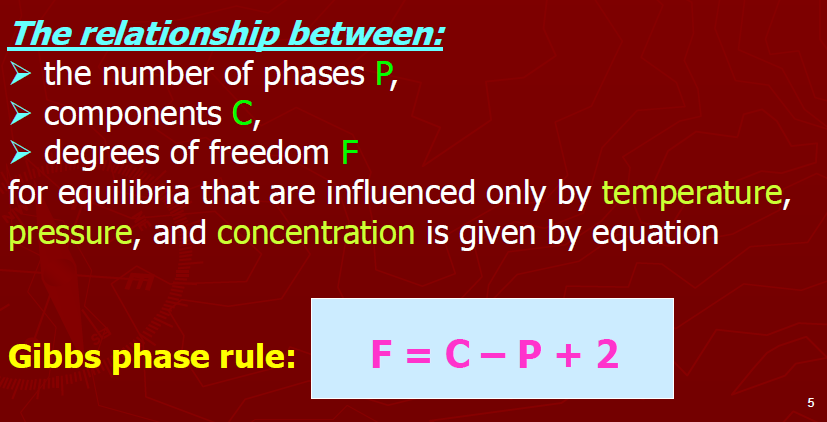 The relationship between:
➢ the number of phases P,
➢ components C,
➢ degrees of freedom F
for equilibria that are influenced only by temperature,
pressure, and concentration is given by equation
Gibbs phase rule: F = C – P + 2
5